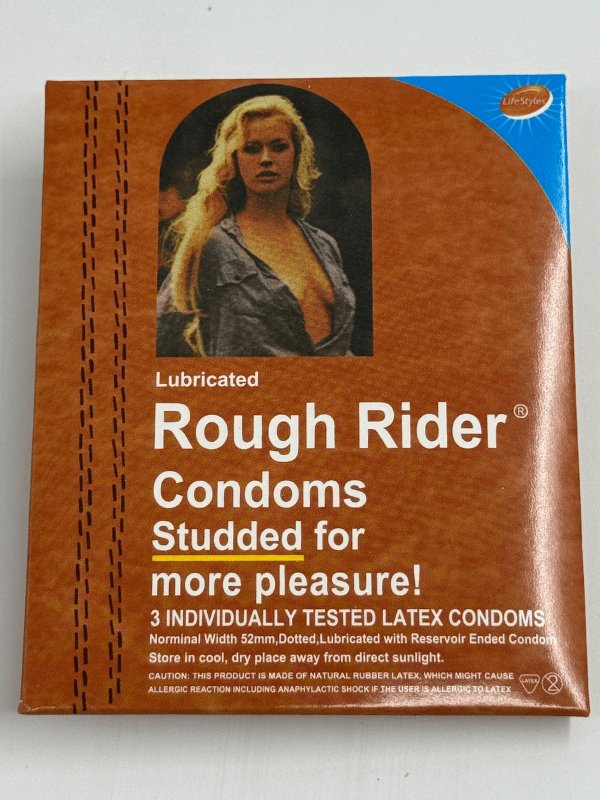 LifeStyles
Lubricated
Rough Rider®
Condoms
Studded for
more pleasure!
3 INDIVIDUALLY TESTED LATEX CONDOMS
Norminal Width 52mm,Dotted,Lubricated with Reservoir Ended Condom
Store in cool, dry place away from direct sunlight.
CAUTION: THIS PRODUCT IS MADE OF NATURAL RUBBER LATEX, WHICH MIGHT CAUSE
ALLERGIC REACTION INCLUDING ANAPHYLACTIC SHOCK IF THE USER IS ALLERGIC TO LATEX
LATEX
2